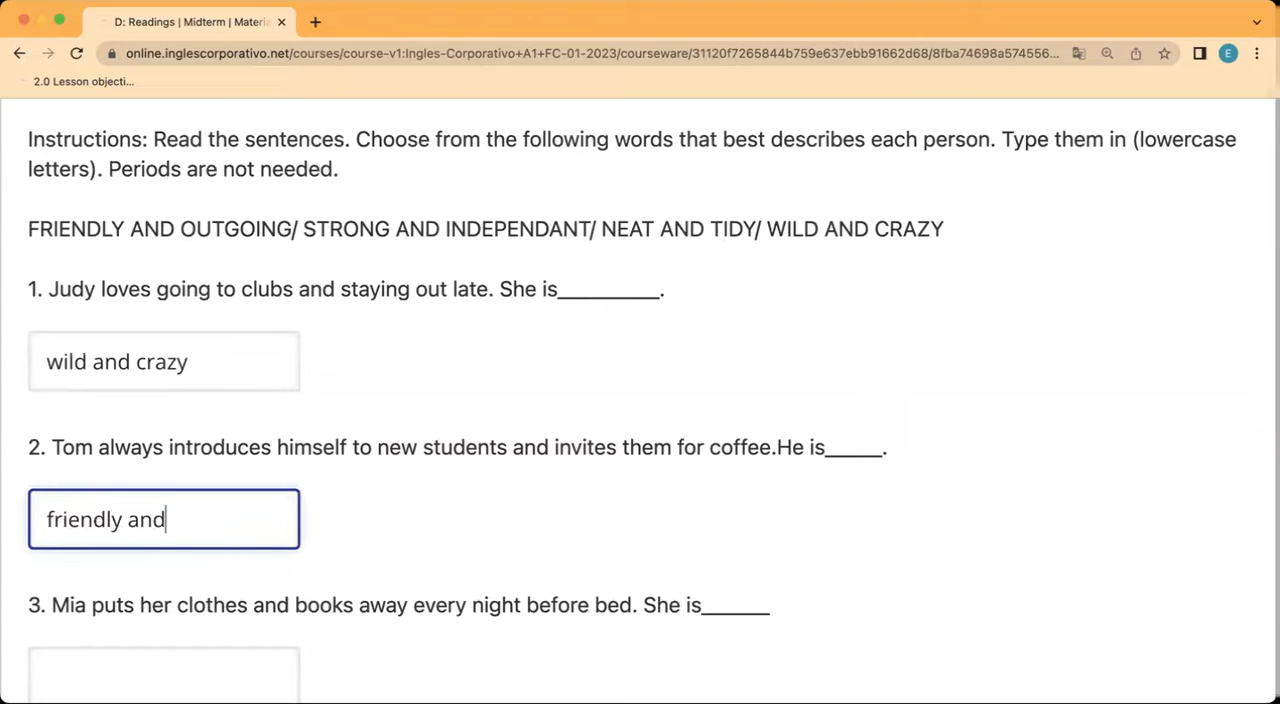 D: Readings | Midterm | Materia
online.inglescorporativo.net/courses/course-v1:Ingles-Corporativo+A1+FC-01-2023/courseware/31120f7265844b759e637ebb91662d68/8fba74698a574556...
E
2.0 Lesson objecti...
Instructions: Read the sentences. Choose from the following words that best describes each person. Type them in (lowercase
letters). Periods are not needed.
FRIENDLY AND OUTGOING/ STRONG AND INDEPENDANT/ NEAT AND TIDY/ WILD AND CRAZY
1. Judy loves going to clubs and staying out late. She is_________.
wild and crazy
2. Tom always introduces himself to new students and invites them for coffee.He is_____.
friendly and
3. Mia puts her clothes and books away every night before bed. She is______